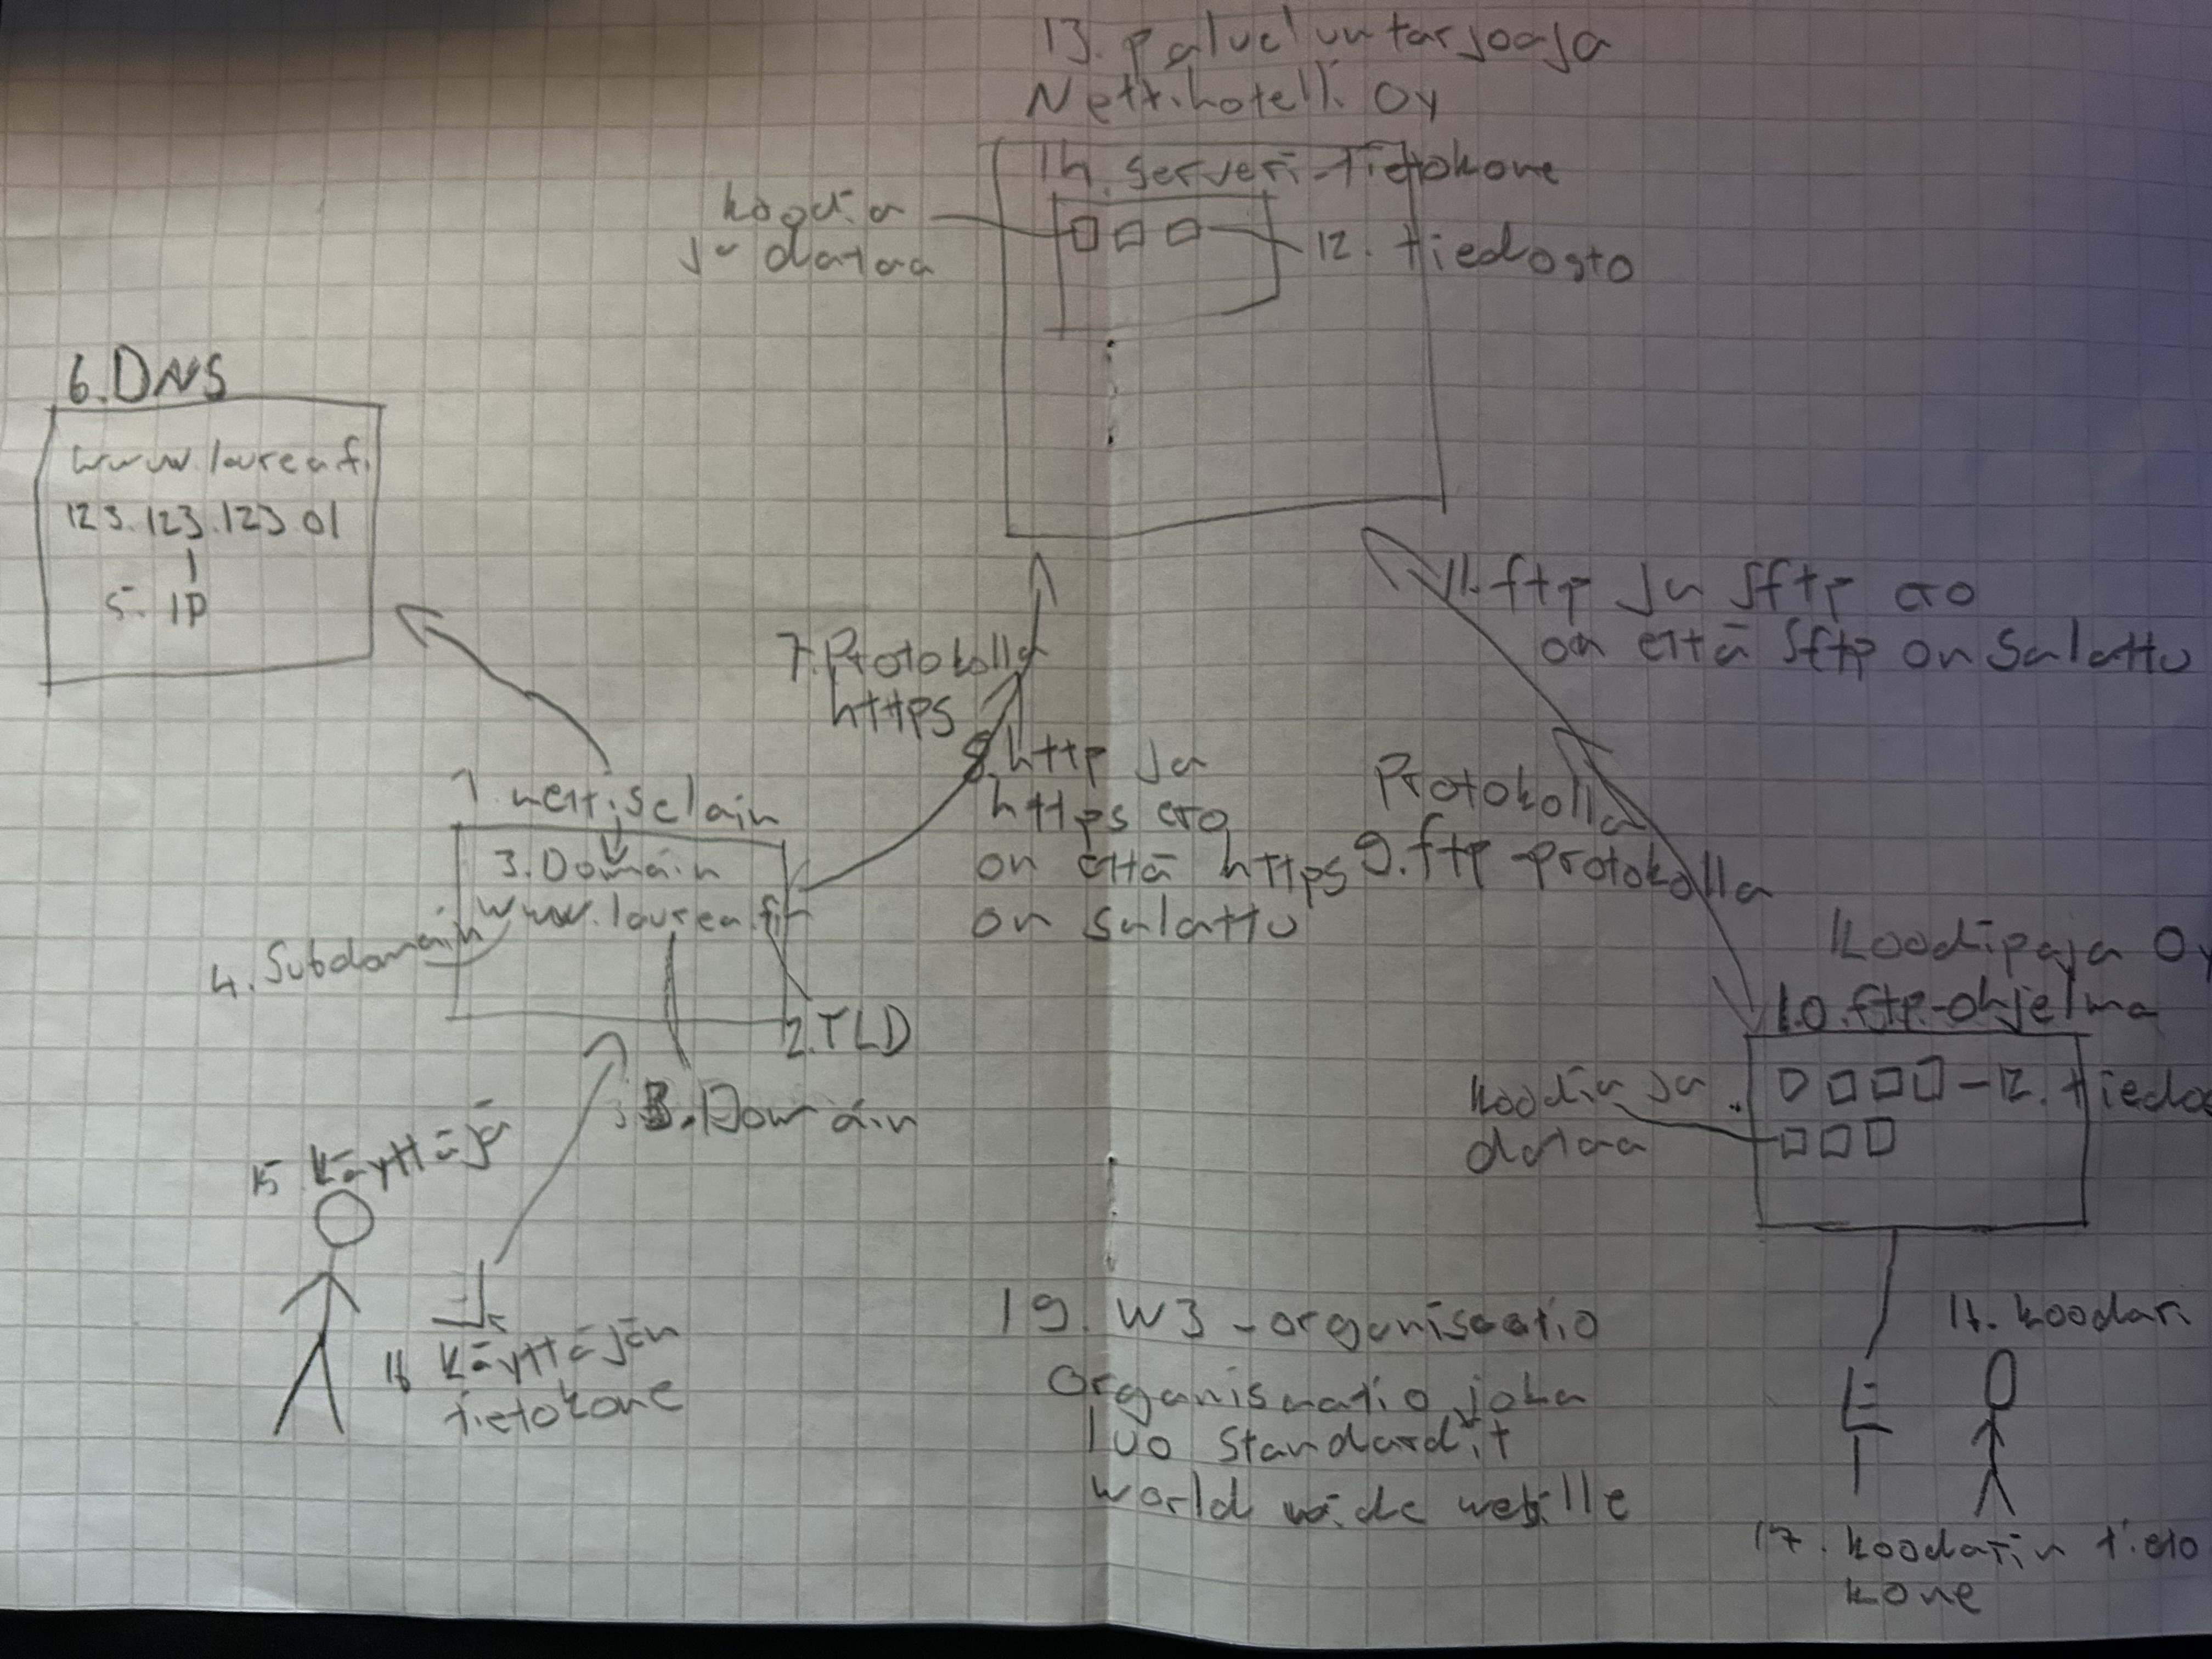 13. palveluntarjoaja
Nettihotelli Oy
14. serveri-tietokone
koodia
ja dataa
12. tiedosto
6. DNS
www.laurea.fi
123.123.123.01
5. IP
11. ftp ja sftp ero
on että sftp on salattu
7. Protokolla
https
8. http ja
https ero
on että https
on salattu
Protokolla
9. ftp-protokolla
1. nettiselain
3. Domain
www.laurea.fi
4. Subdomain
2. TLD
3. Domain
Koodipaja Oy
10. ftp-ohjelma
12. tiedos
koodia ja
dataa
15. käyttäjä
16 käyttäjän
tietokone
19. W3-organisaatio
Organisaatio joka
luo standardit
world wide webille
koodari
17. koodarin tieto
kone